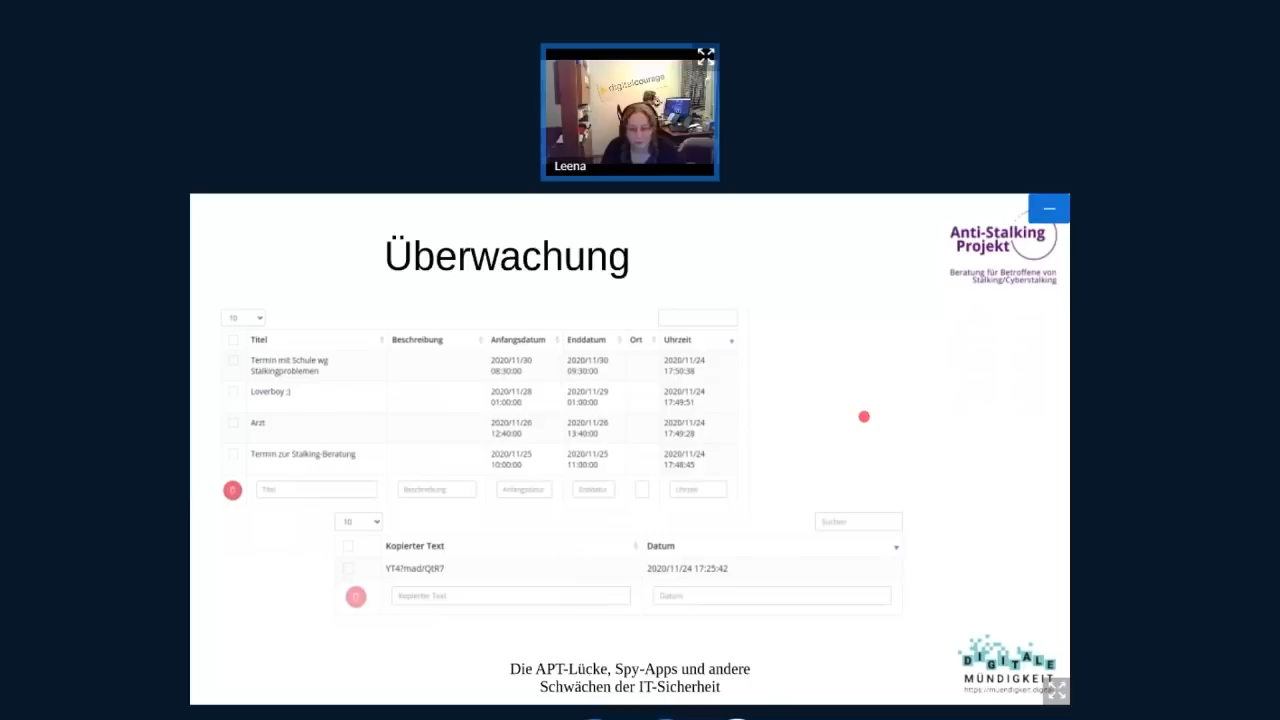 digitalcourage
Leena
Überwachung
Anti-Stalking
Projekt
Beratung für Betroffene von
Stalking/Cyberstalking
10
Titel Beschreibung Anfangsdatum Enddatum Ort Uhrzeit
Termin mit Schule wg 2020/11/30 2020/11/30 2020/11/24
Stalkingproblemen 08:30:00 09:30:00 17:50:38
Loverboy ;) 2020/11/28 2020/11/29 2020/11/24
01:00:00 01:00:00 17:49:51
Arzt 2020/11/26 2020/11/26 2020/11/24
12:40:00 13:40:00 17:49:28
Termin zur Stalking-Beratung 2020/11/25 2020/11/25 2020/11/24
10:00:00 11:00:00 17:48:45
Titel Beschreibung Anfangsdatur Enddatur Uhrzeit
10 Suchen
Kopierter Text Datum
YT4?mad/QtR7 2020/11/24 17:25:42
Kopierter Text Datum
Die APT-Lücke, Spy-Apps und andere
Schwächen der IT-Sicherheit
DIGITALE
MÜNDIGKEIT
https://muendigkeit.digital